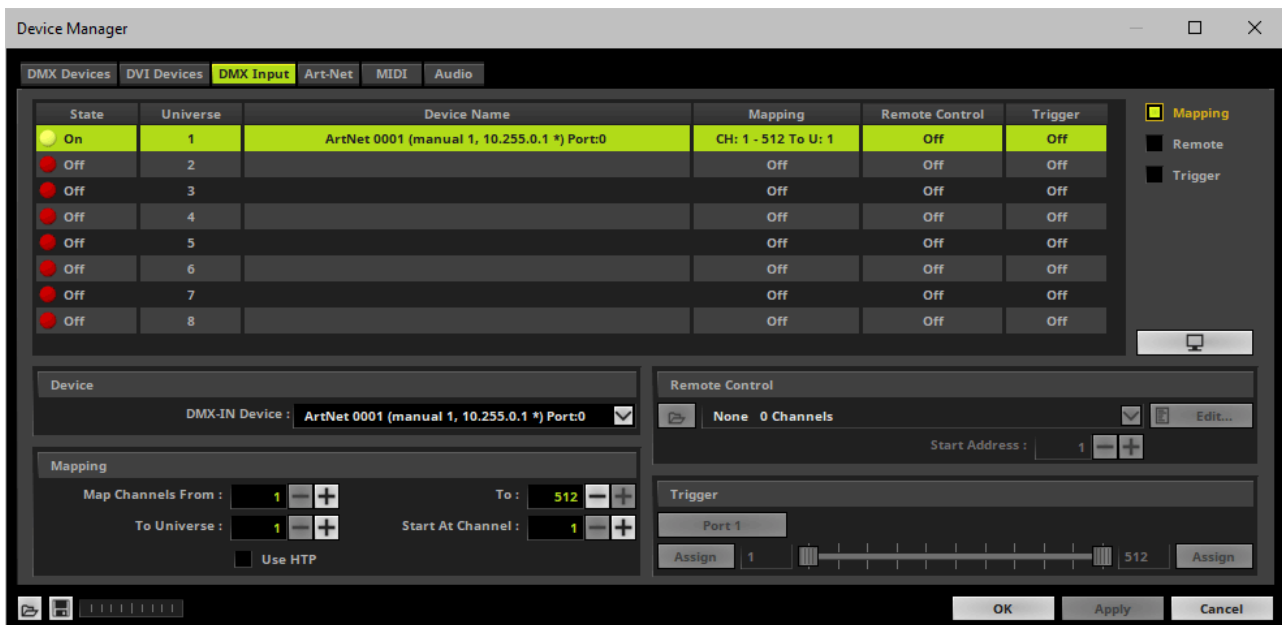 Device Manager
DMX Devices DVI Devices DMX Input Art-Net MIDI Audio
State Universe Device Name Mapping Remote Control Trigger
On 1 ArtNet 0001 (manual 1, 10.255.0.1 *) Port:0 CH: 1 - 512 To U: 1 Off Off
Off 2 Off Off Off
Off 3 Off Off Off
Off 4 Off Off Off
Off 5 Off Off Off
Off 6 Off Off Off
Off 7 Off Off Off
Off 8 Off Off Off
Mapping
Remote
Trigger
Device
DMX-IN Device : ArtNet 0001 (manual 1, 10.255.0.1 *) Port:0
Mapping
Map Channels From : 1 To : 512
To Universe : 1 Start At Channel : 1
Use HTP
Remote Control
None 0 Channels Edit...
Start Address : 1
Trigger
Port 1
Assign 1 512 Assign
OK Apply Cancel